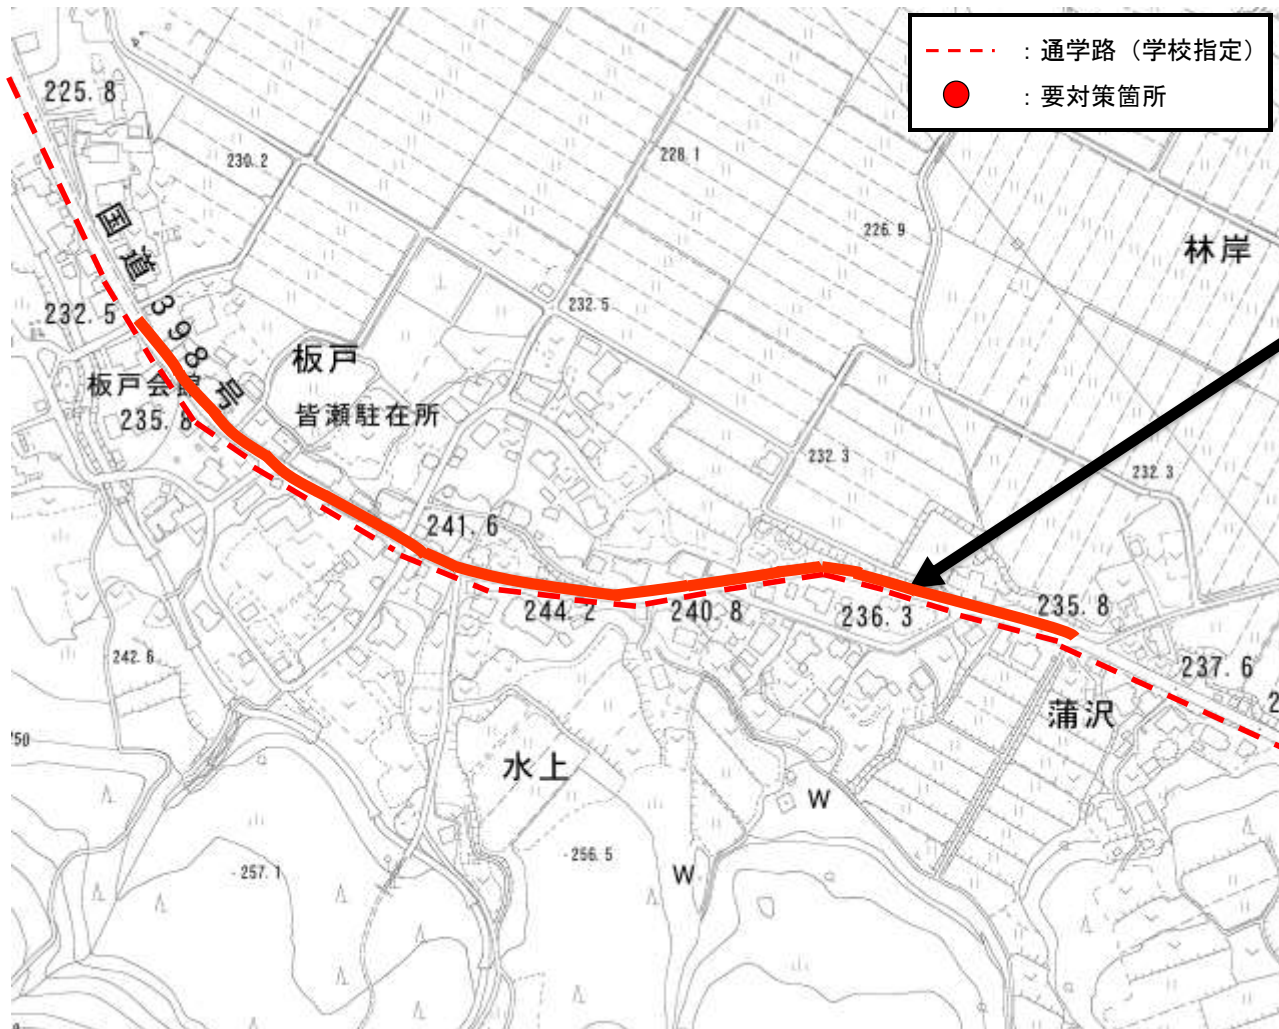 ：通学路（学校指定）
：要対策箇所
225.8
230.2
228.1
226.9
林岸
国道398号
232.5
232.5
板戸
板戸会館
235.8
皆瀬駐在所
232.3
232.3
241.6
244.2
240.8
236.3
235.8
237.6
242.6
蒲沢
水上
W
256.5
257.1
W